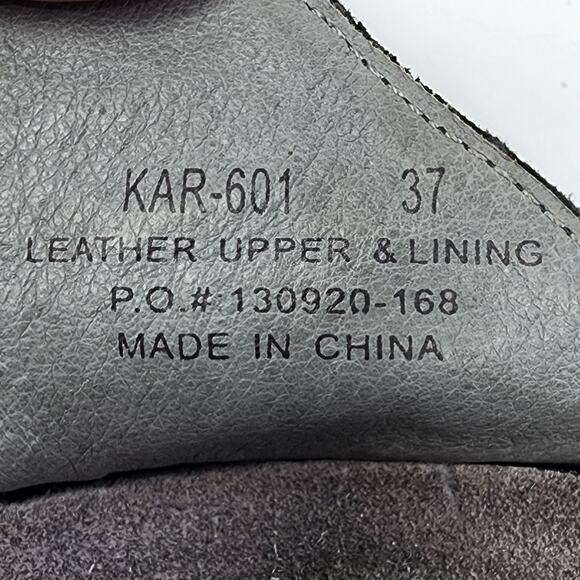 KAR-601 37
LEATHER UPPER & LINING
P.O.# 130920-168
MADE IN CHINA